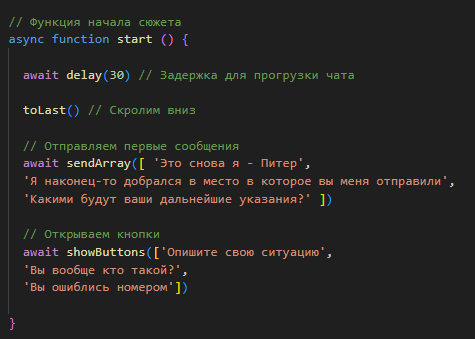 // Функция начала сюжета
async function start () {
await delay(30) // Задержка для прогрузки чата
toLast() // Скролим вниз
// Отправляем первые сообщения
await sendArray([ 'Это снова я - Питер',
'Я наконец-то добрался в место в которое вы меня отправили',
'Какими будут ваши дальнейшие указания?' ])
// Открываем кнопки
await showButtons(['Опишите свою ситуацию',
'Вы вообще кто такой?',
'Вы ошиблись номером'])
}